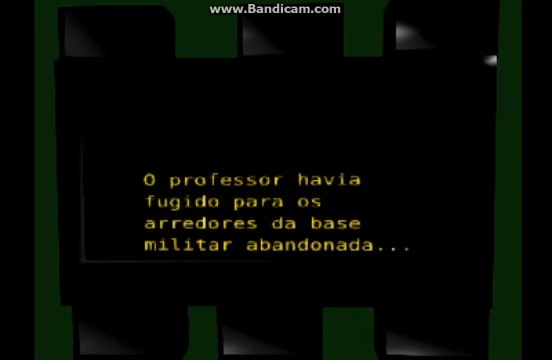 www.Bandicam.com
O professor havia
fugido para os
arredores da base
militar abandonada...